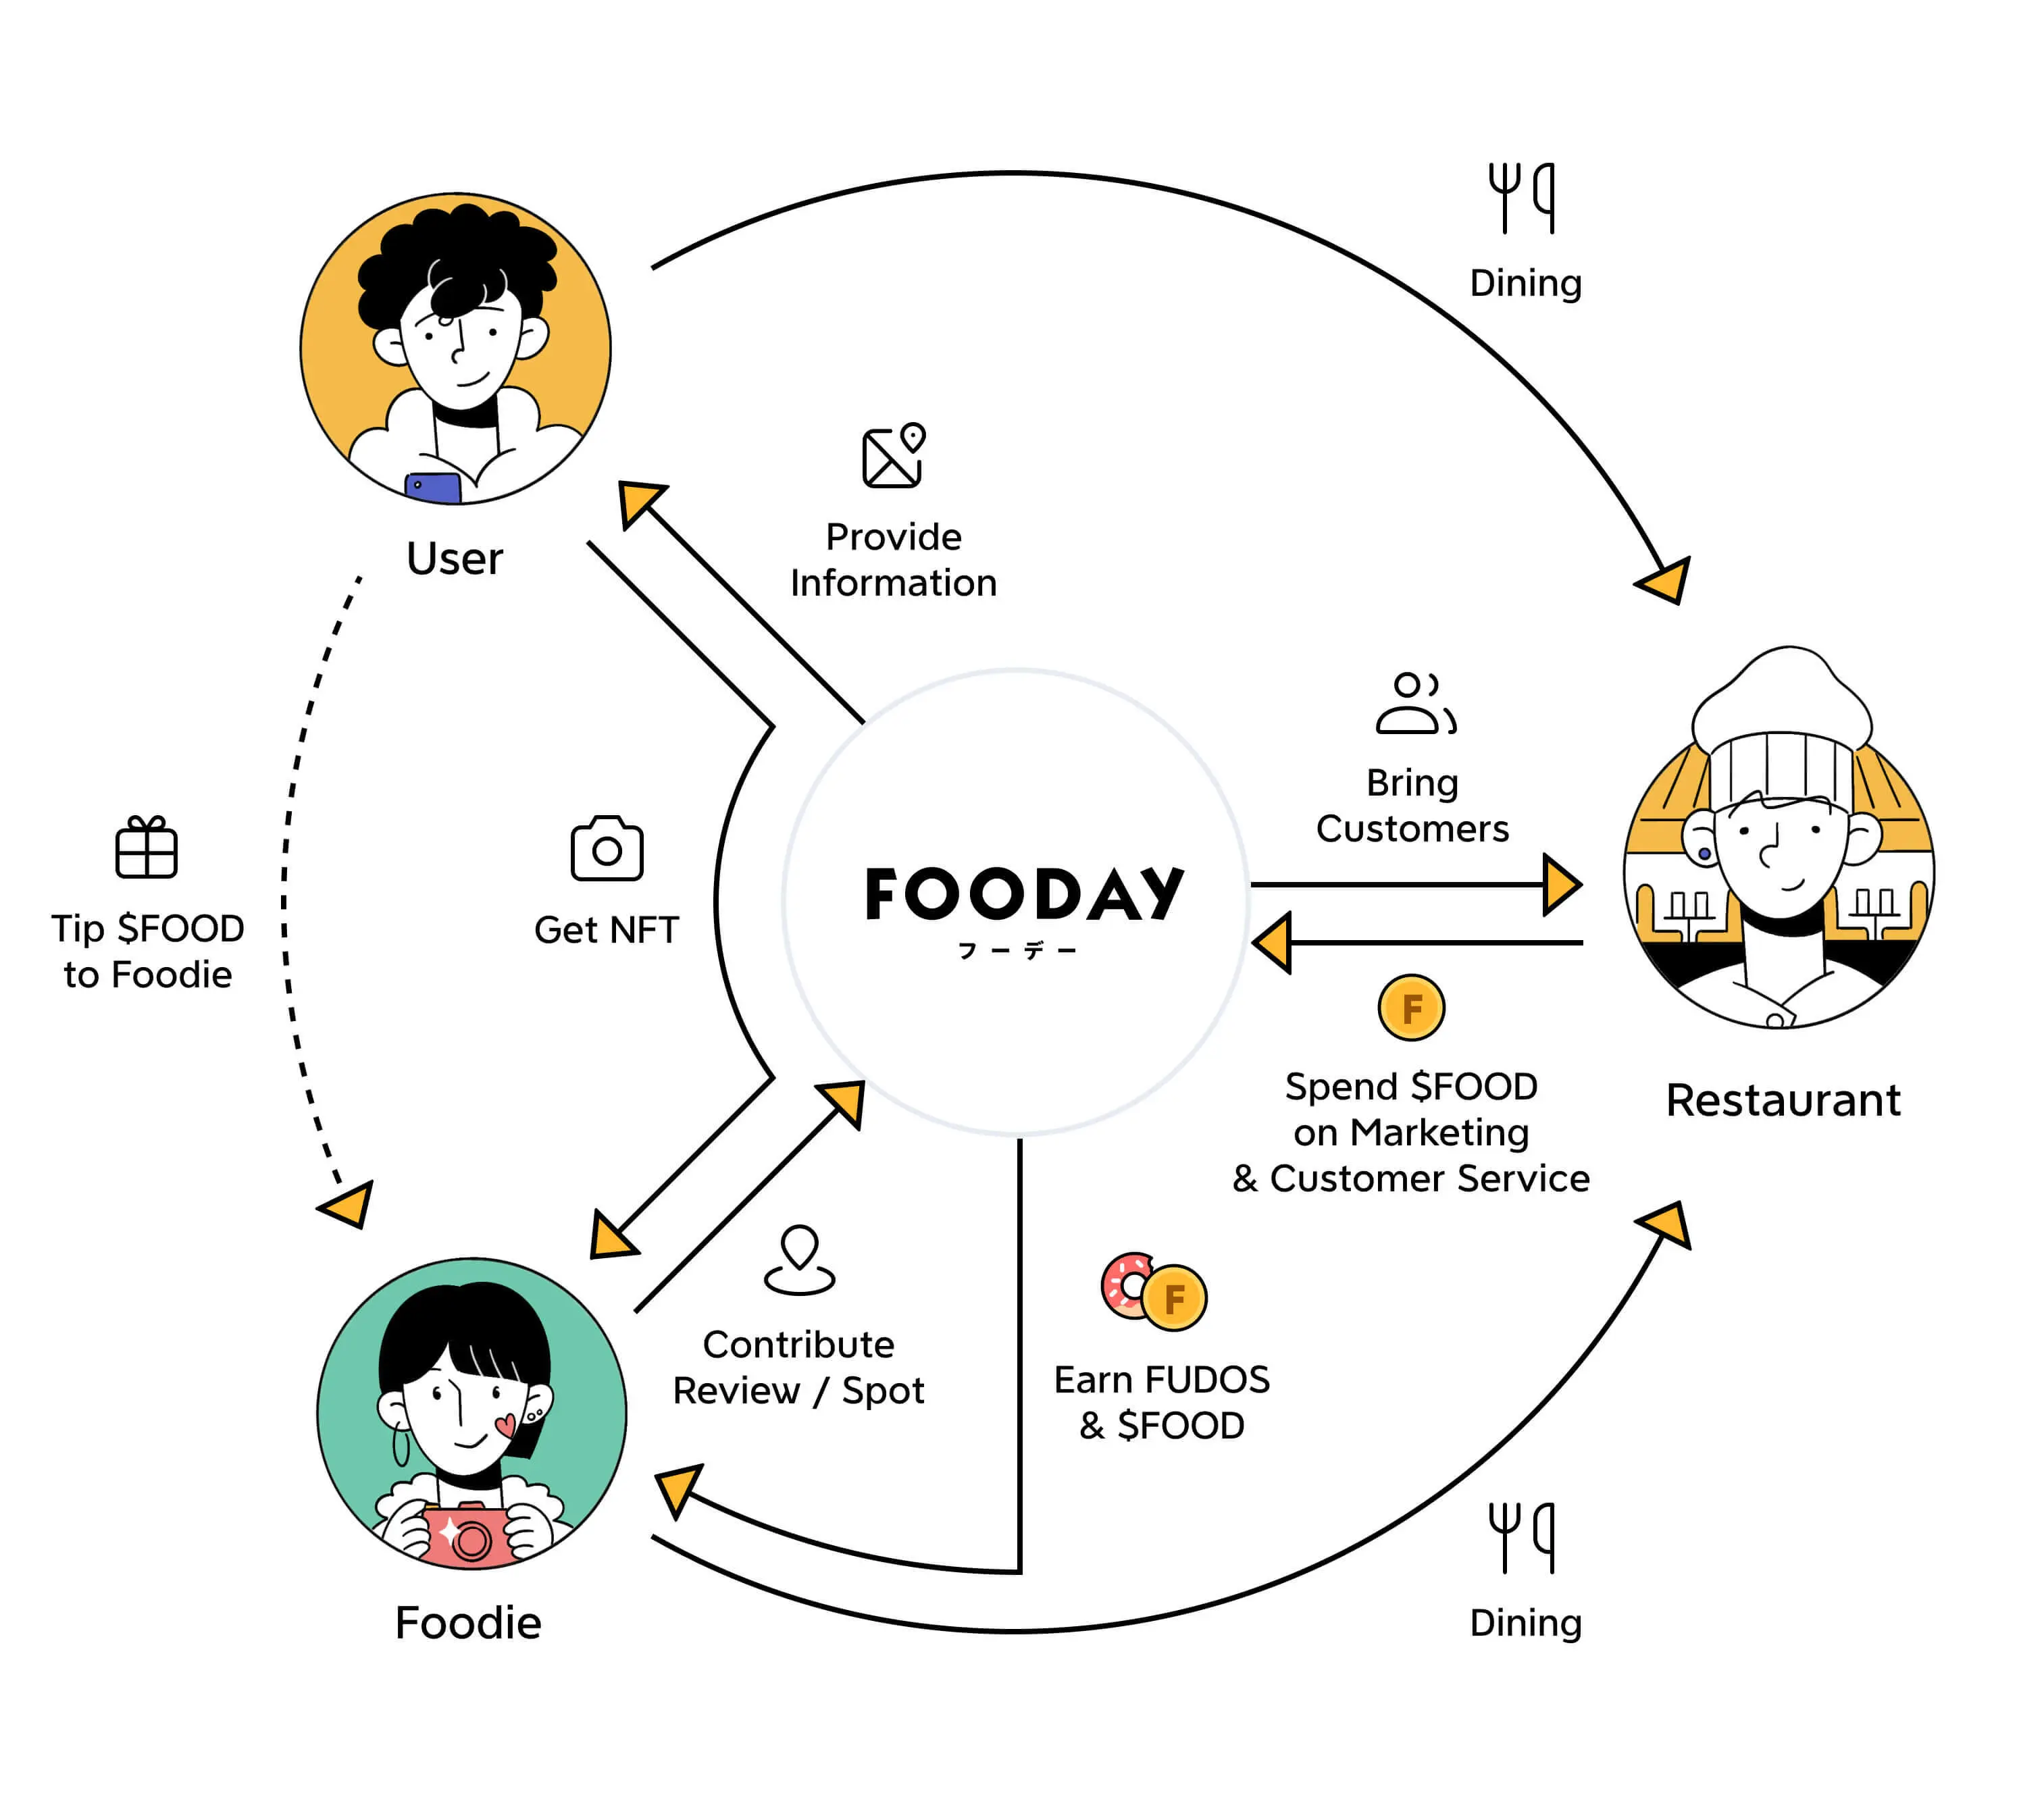 Dining
User
Provide
Information
Bring
Customers
FOODAY
フーデー
Tip $FOOD
to Foodie
Get NFT
F
Spend $FOOD
on Marketing
& Customer Service
Restaurant
Contribute
Review / Spot
F
Earn FUDOS
& $FOOD
Foodie
Dining